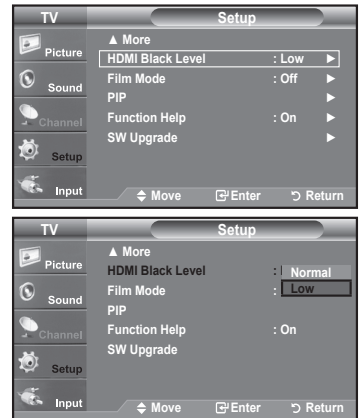 TV Setup
▲ More
Picture
HDMI Black Level : Low ►
Film Mode : Off ►
Sound
PIP ►
Channel
Function Help : On ►
SW Upgrade ►
Setup
Input
Move Enter Return
TV Setup
▲ More
Picture
HDMI Black Level : Normal
Film Mode : Low
Sound
PIP
Channel
Function Help : On
SW Upgrade
Setup
Input
Move Enter Return